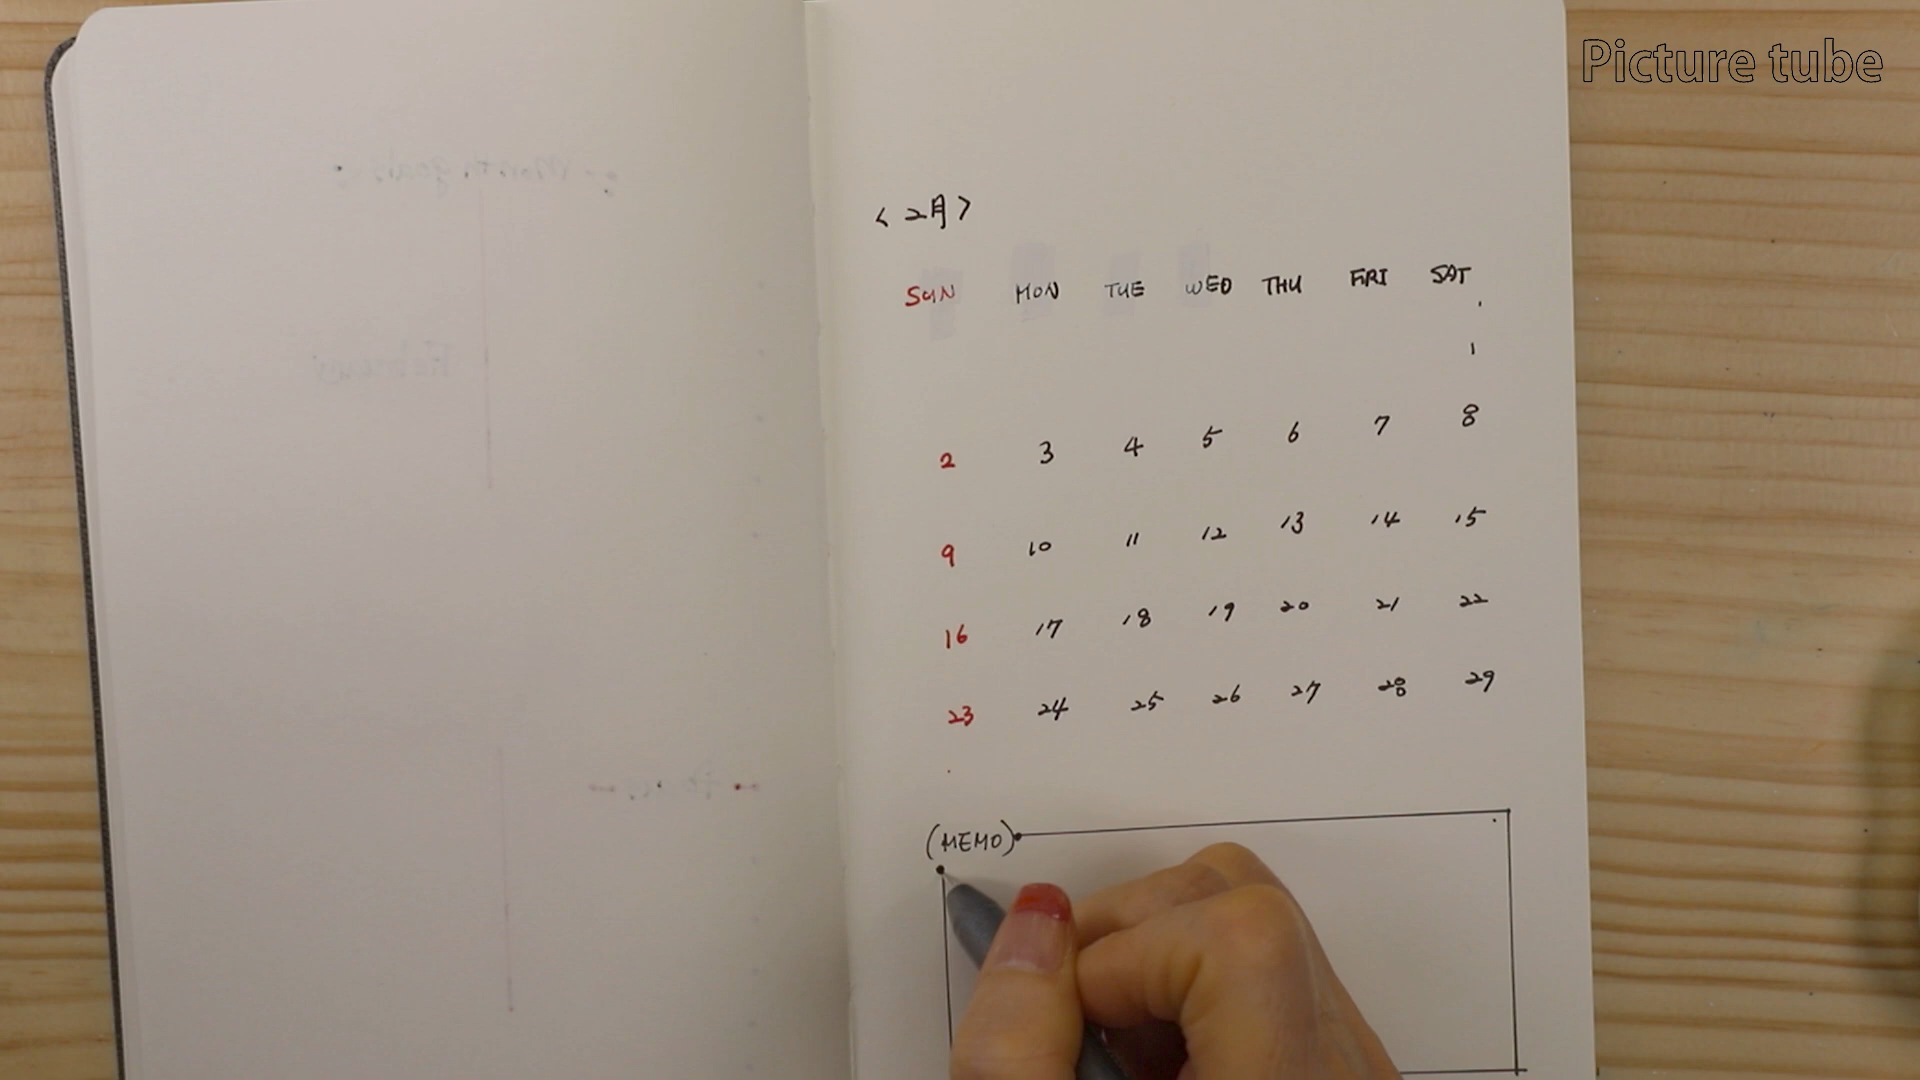 Picture tube
< 2月 >
SUN MON TUE WED THU FRI SAT
1
2 3 4 5 6 7 8
9 10 11 12 13 14 15
16 17 18 19 20 21 22
23 24 25 26 27 28 29
(MEMO)